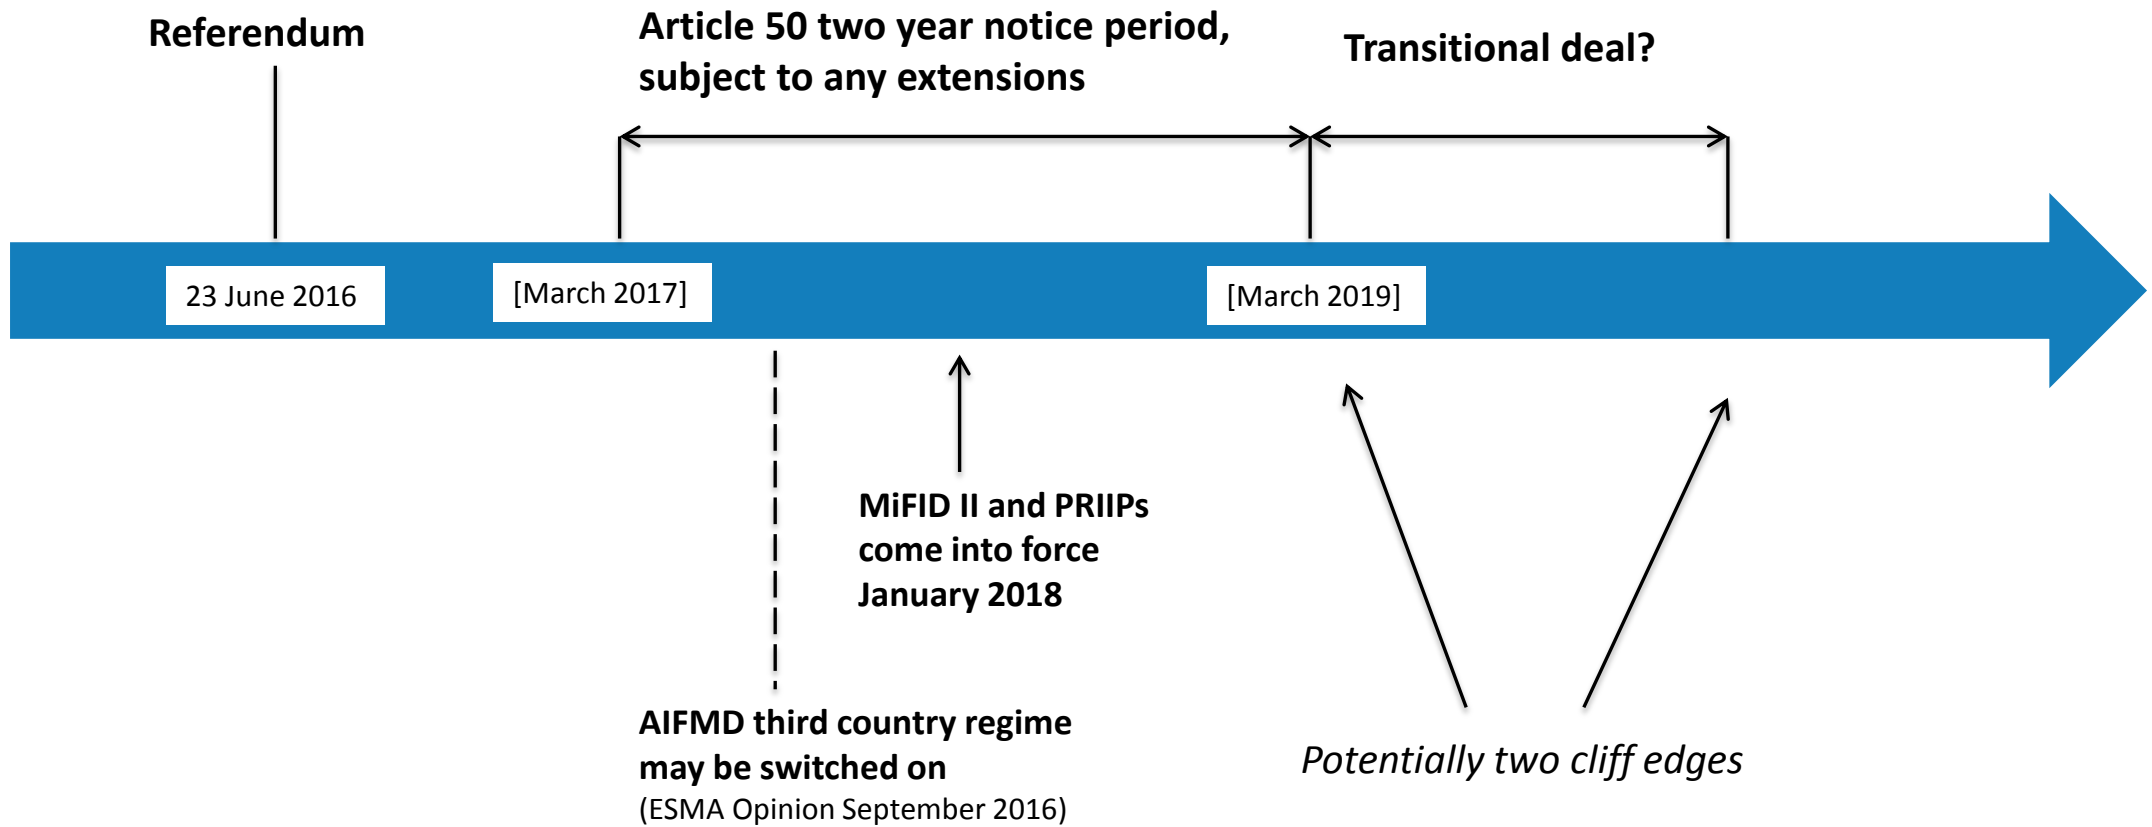 Referendum
Article 50 two year notice period,
subject to any extensions
Transitional deal?
23 June 2016
[March 2017]
[March 2019]
MiFID II and PRIIPs
come into force
January 2018
AIFMD third country regime
may be switched on
(ESMA Opinion September 2016)
Potentially two cliff edges